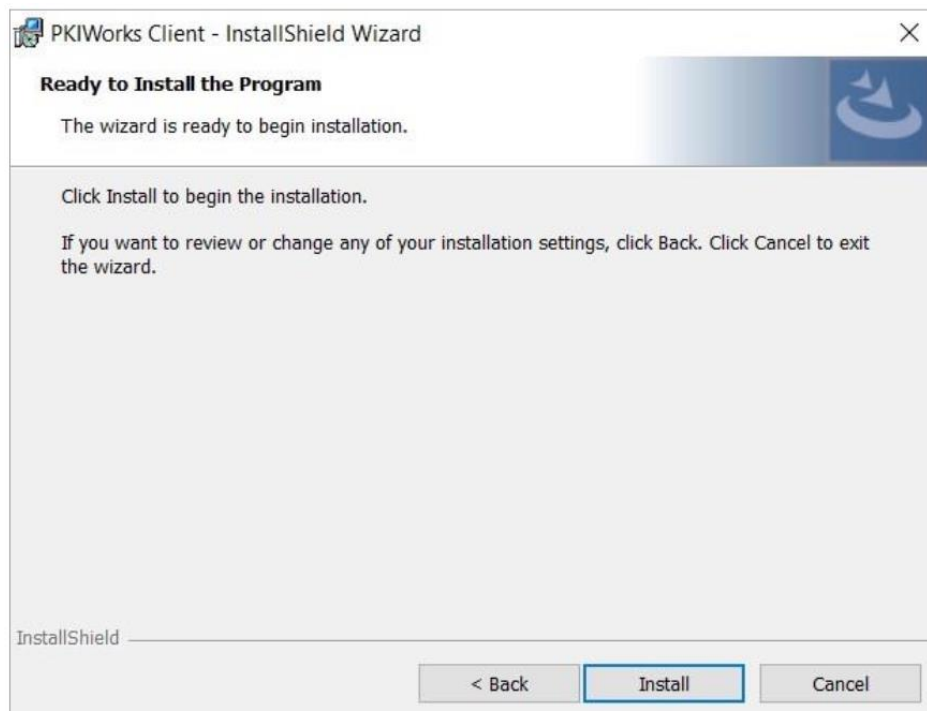 PKIWorks Client - InstallShield Wizard
Ready to Install the Program
The wizard is ready to begin installation.
Click Install to begin the installation.
If you want to review or change any of your installation settings, click Back. Click Cancel to exit
the wizard.
InstallShield
< Back
Install
Cancel